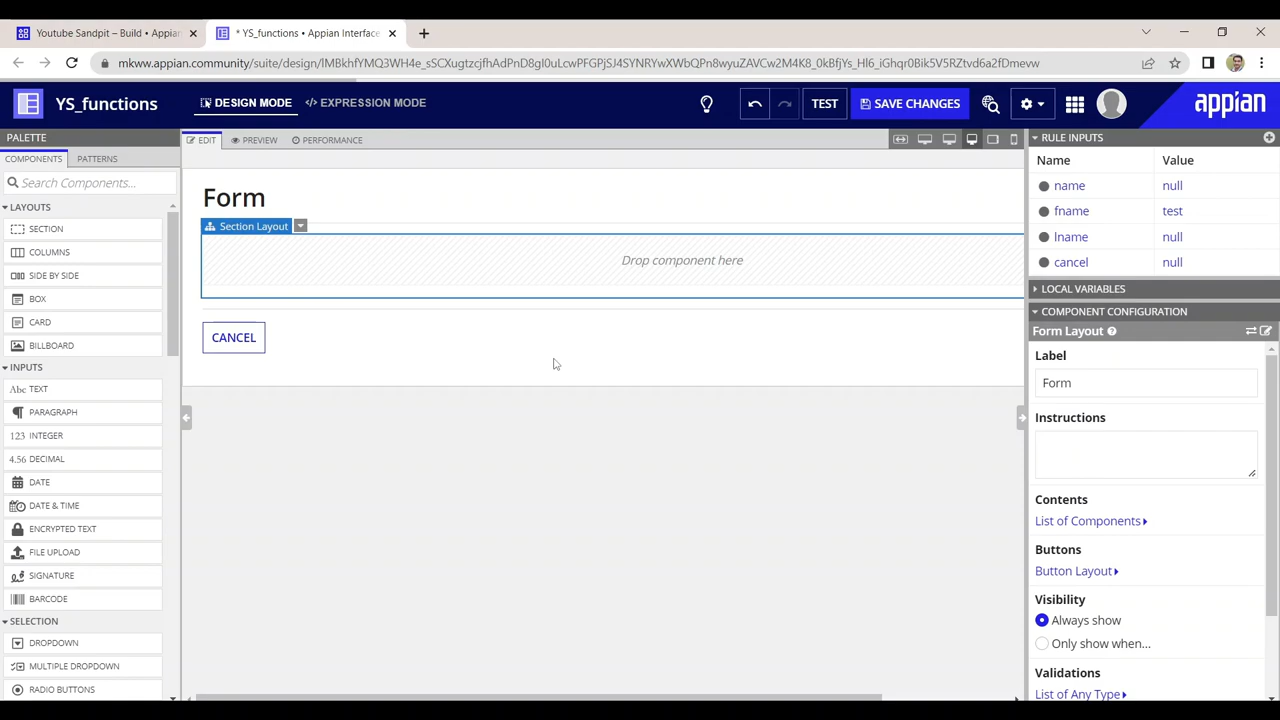 Youtube Sandpit – Build • Appian
* YS_functions • Appian Interface
mkww.appian.community/suite/design/lMBkhfYMQ3WH4e_sSCXugtzcjfhAdPnD8gI0uLcwPFGPJSJ4SYNRYwXWbQPn8wyuZAVCw2M4K8_0kBfjYs_HI6_iGhqr0Bik5V5RZtvd6a2fDmevw
YS_functions
DESIGN MODE
</> EXPRESSION MODE
TEST
SAVE CHANGES
appian
PALETTE
COMPONENTS
PATTERNS
Search Components...
LAYOUTS
SECTION
COLUMNS
SIDE BY SIDE
BOX
CARD
BILLBOARD
INPUTS
Abc TEXT
PARAGRAPH
123 INTEGER
4.56 DECIMAL
DATE
DATE & TIME
ENCRYPTED TEXT
FILE UPLOAD
SIGNATURE
BARCODE
SELECTION
DROPDOWN
MULTIPLE DROPDOWN
RADIO BUTTONS
EDIT
PREVIEW
PERFORMANCE
Form
Section Layout
Drop component here
CANCEL
RULE INPUTS
Name Value
name null
fname test
lname null
cancel null
LOCAL VARIABLES
COMPONENT CONFIGURATION
Form Layout
Label
Form
Instructions
Contents
List of Components
Buttons
Button Layout
Visibility
Always show
Only show when...
Validations
List of Any Type